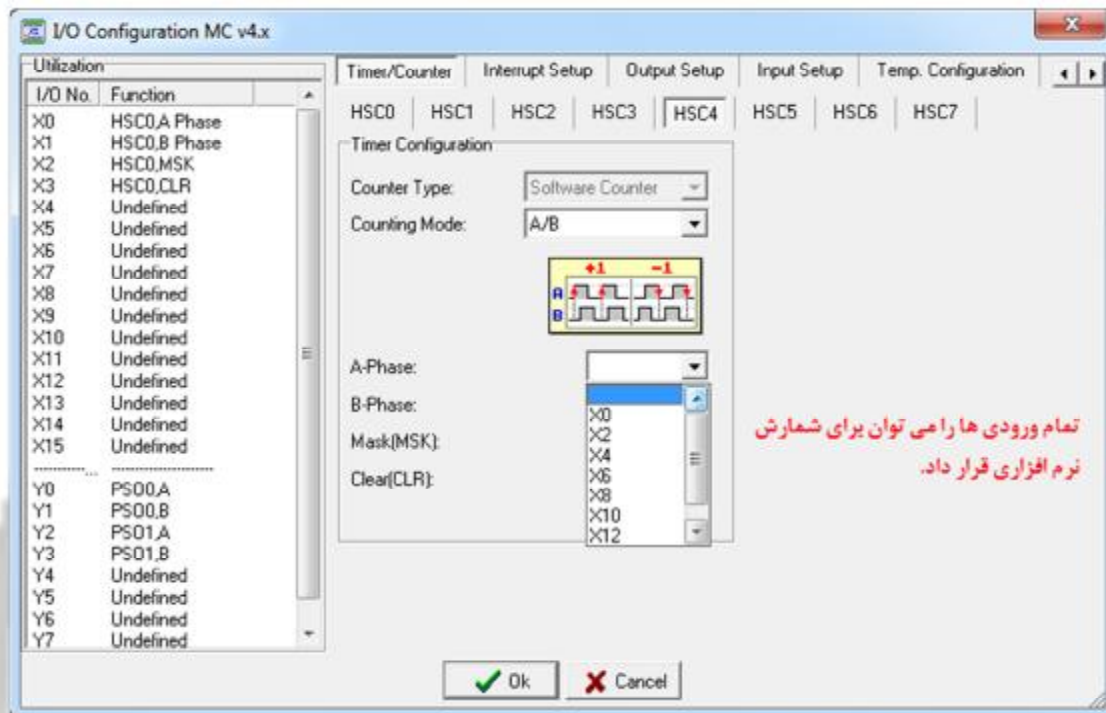 I/O Configuration MC v4.x
Utilization
I/O No. Function
X0 HSC0,A Phase
X1 HSC0,B Phase
X2 HSC0,MSK
X3 HSC0,CLR
X4 Undefined
X5 Undefined
X6 Undefined
X7 Undefined
X8 Undefined
X9 Undefined
X10 Undefined
X11 Undefined
X12 Undefined
X13 Undefined
X14 Undefined
X15 Undefined
Y0 PSO0,A
Y1 PSO0,B
Y2 PSO1,A
Y3 PSO1,B
Y4 Undefined
Y5 Undefined
Y6 Undefined
Y7 Undefined
Timer/Counter Interrupt Setup Output Setup Input Setup Temp. Configuration
HSC0 HSC1 HSC2 HSC3 HSC4 HSC5 HSC6 HSC7
Timer Configuration
Counter Type: Software Counter
Counting Mode: A/B
+1 -1
A
B
A-Phase:
B-Phase:
Mask(MSK):
Clear(CLR):
X0
X2
X4
X6
X8
X10
X12
تمام ورودی ها را می توان برای شمارش
نرم افزاری قرار داد.
Ok Cancel